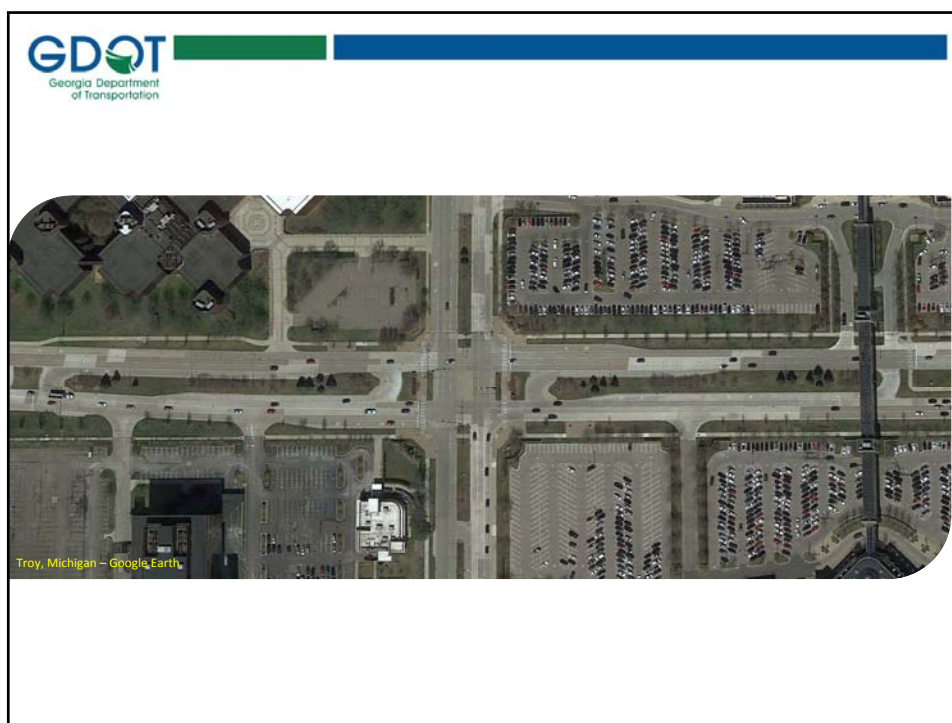 GDOT
Georgia Department
of Transportation
Troy, Michigan – Google Earth